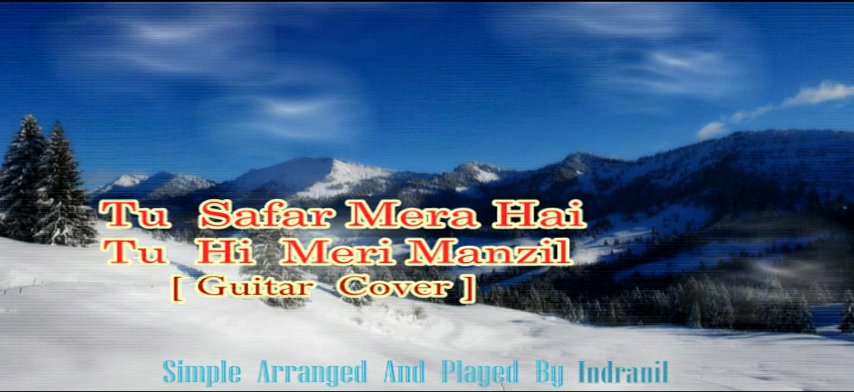 Tu Safar Mera Hai
Tu Hi Meri Manzil
[ Guitar Cover ]
Simple Arranged And Played By Indranil